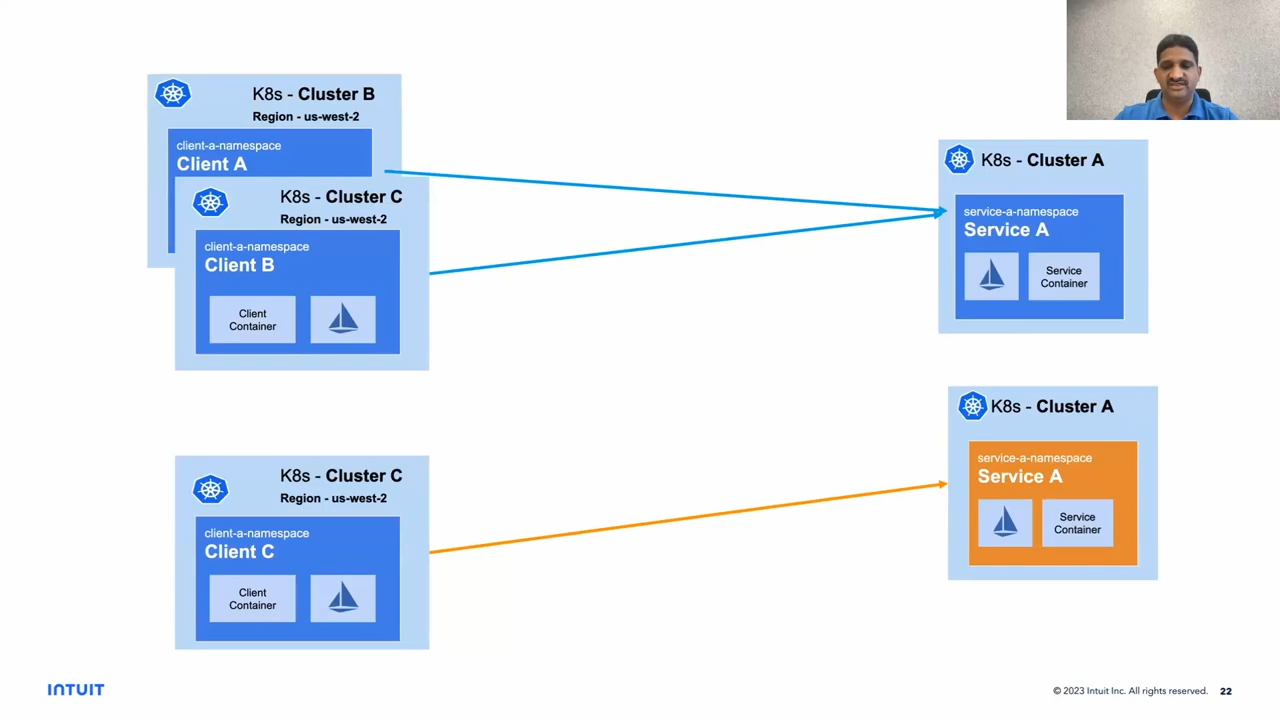 K8s - Cluster B
Region - us-west-2
client-a-namespace
Client A
K8s - Cluster C
Region - us-west-2
client-a-namespace
Client B
Client
Container
K8s - Cluster A
service-a-namespace
Service A
Service
Container
K8s - Cluster C
Region - us-west-2
client-a-namespace
Client C
Client
Container
K8s - Cluster A
service-a-namespace
Service A
Service
Container
INTUIT
© 2023 Intuit Inc. All rights reserved. 22